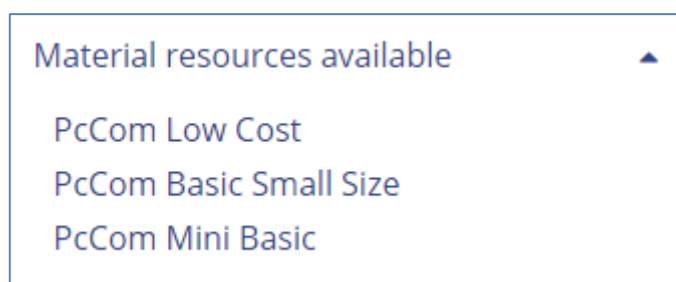 Material resources available
PcCom Low Cost
PcCom Basic Small Size
PcCom Mini Basic